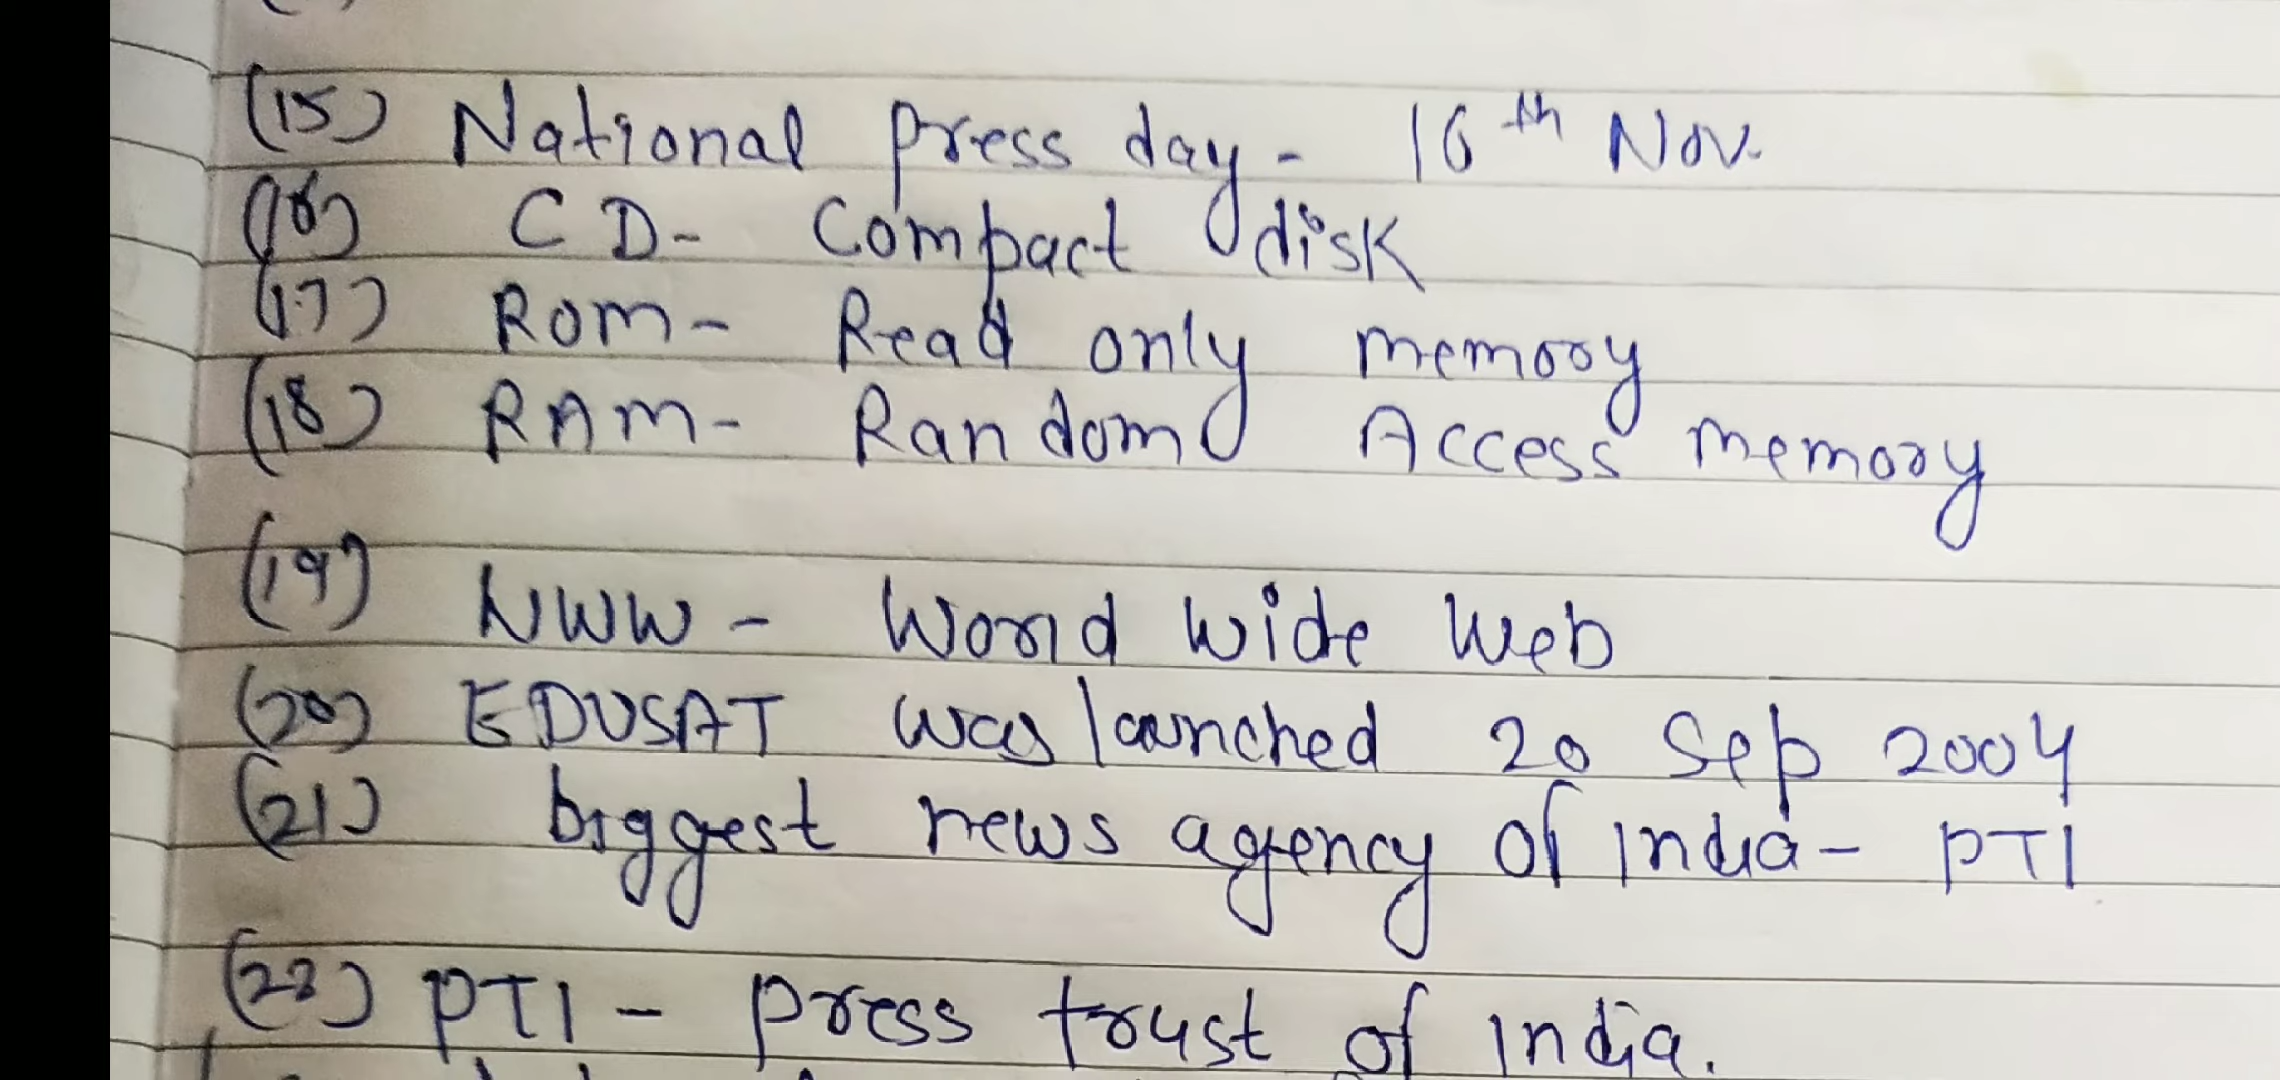 (15) National press day - 16th Nov.
(16) CD - Compact disk
(17) ROM - Read only memory
(18) RAM - Random Access memory
(19) WWW - World wide Web
(20) EDUSAT was launched 20 Sep 2004
(21) biggest news agency of india - PTI
(22) PTI - press trust of india.